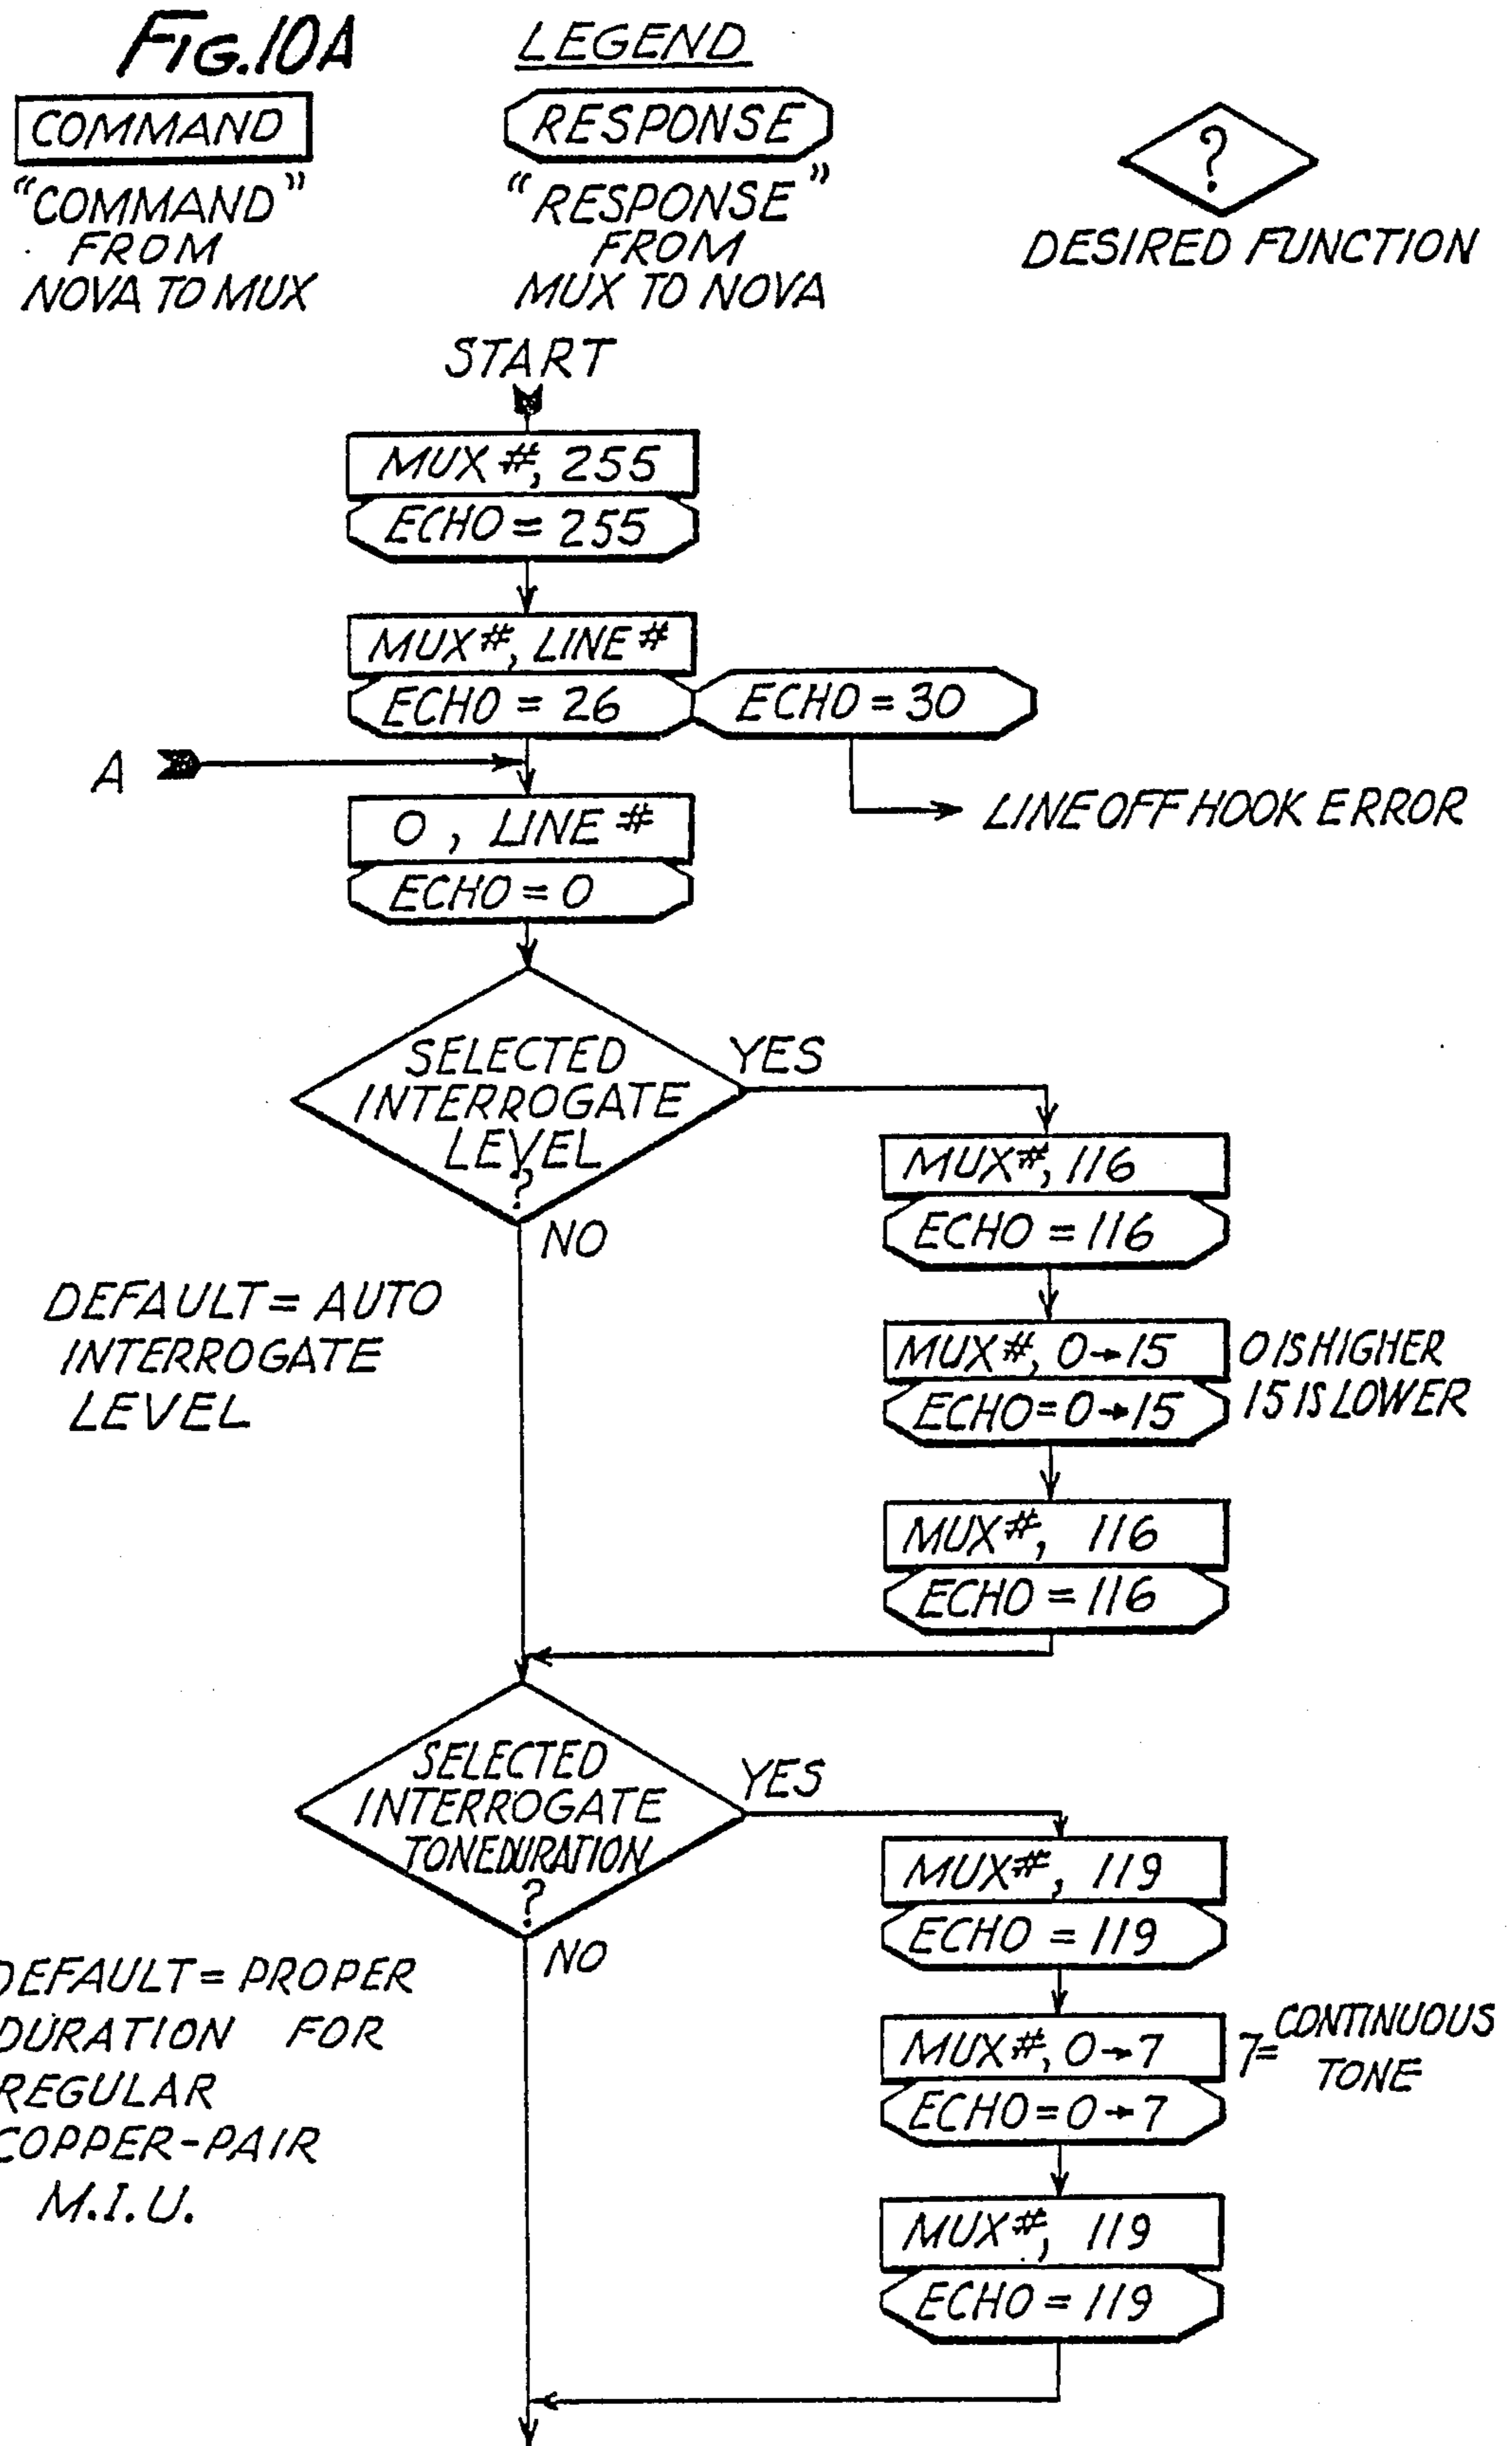 FIG.10A
LEGEND
COMMAND
"COMMAND"
FROM
NOVA TO MUX
RESPONSE
"RESPONSE"
FROM
MUX TO NOVA
?
DESIRED FUNCTION
START
MUX #, 255
ECHO = 255
MUX#, LINE #
ECHO = 26
ECHO = 30
A
LINE OFF HOOK ERROR
0 , LINE #
ECHO = 0
SELECTED
INTERROGATE
LEVEL
?
YES
NO
MUX#, 116
ECHO = 116
DEFAULT = AUTO
INTERROGATE
LEVEL
MUX#, 0→15
ECHO=0→15
0 IS HIGHER
15 IS LOWER
MUX#, 116
ECHO = 116
SELECTED
INTERROGATE
TONE DURATION
?
YES
NO
MUX#, 119
ECHO = 119
DEFAULT = PROPER
DURATION FOR
REGULAR
COPPER-PAIR
M.I.U.
MUX#, 0→7
ECHO=0→7
7= CONTINUOUS
TONE
MUX#, 119
ECHO = 119